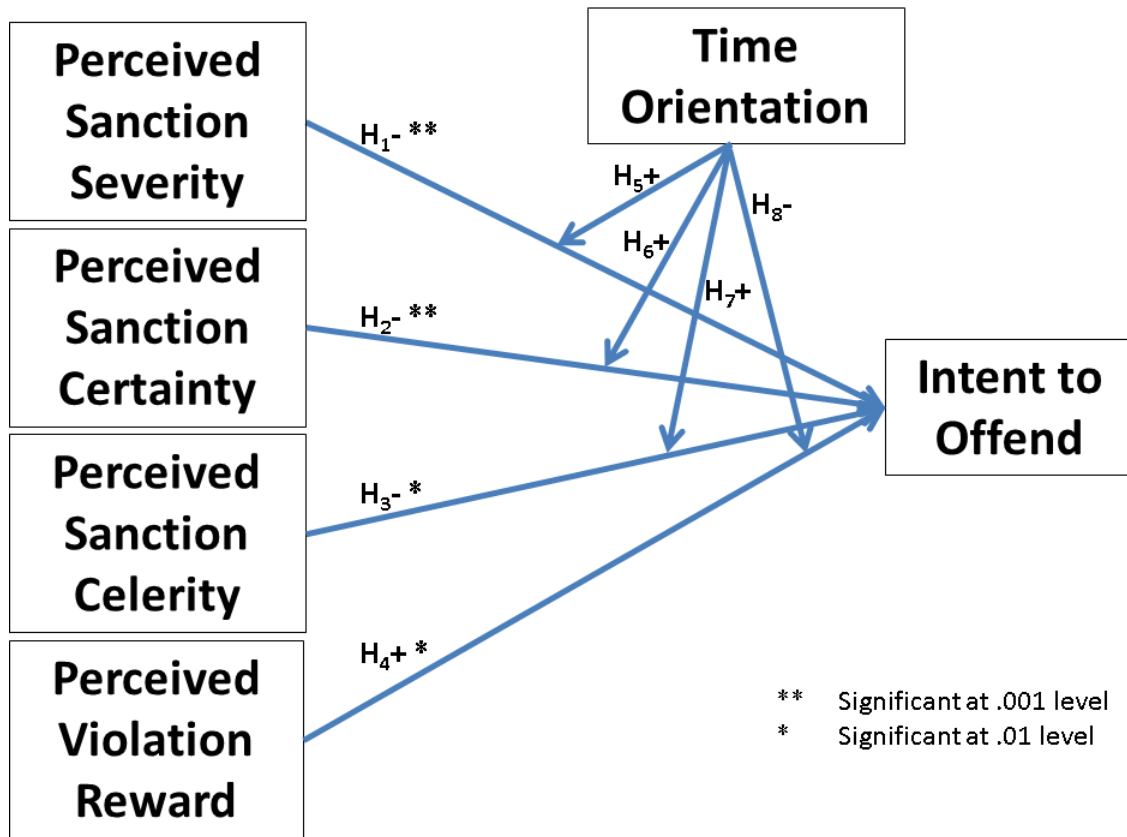 Perceived
Sanction
Severity
Time
Orientation
H₁- **
H₅+
H₈-
H₆+
H₇+
Perceived
Sanction
Certainty
H₂- **
Intent to
Offend
Perceived
Sanction
Celerity
H₃- *
Perceived
Violation
Reward
H₄+ *
** Significant at .001 level
* Significant at .01 level